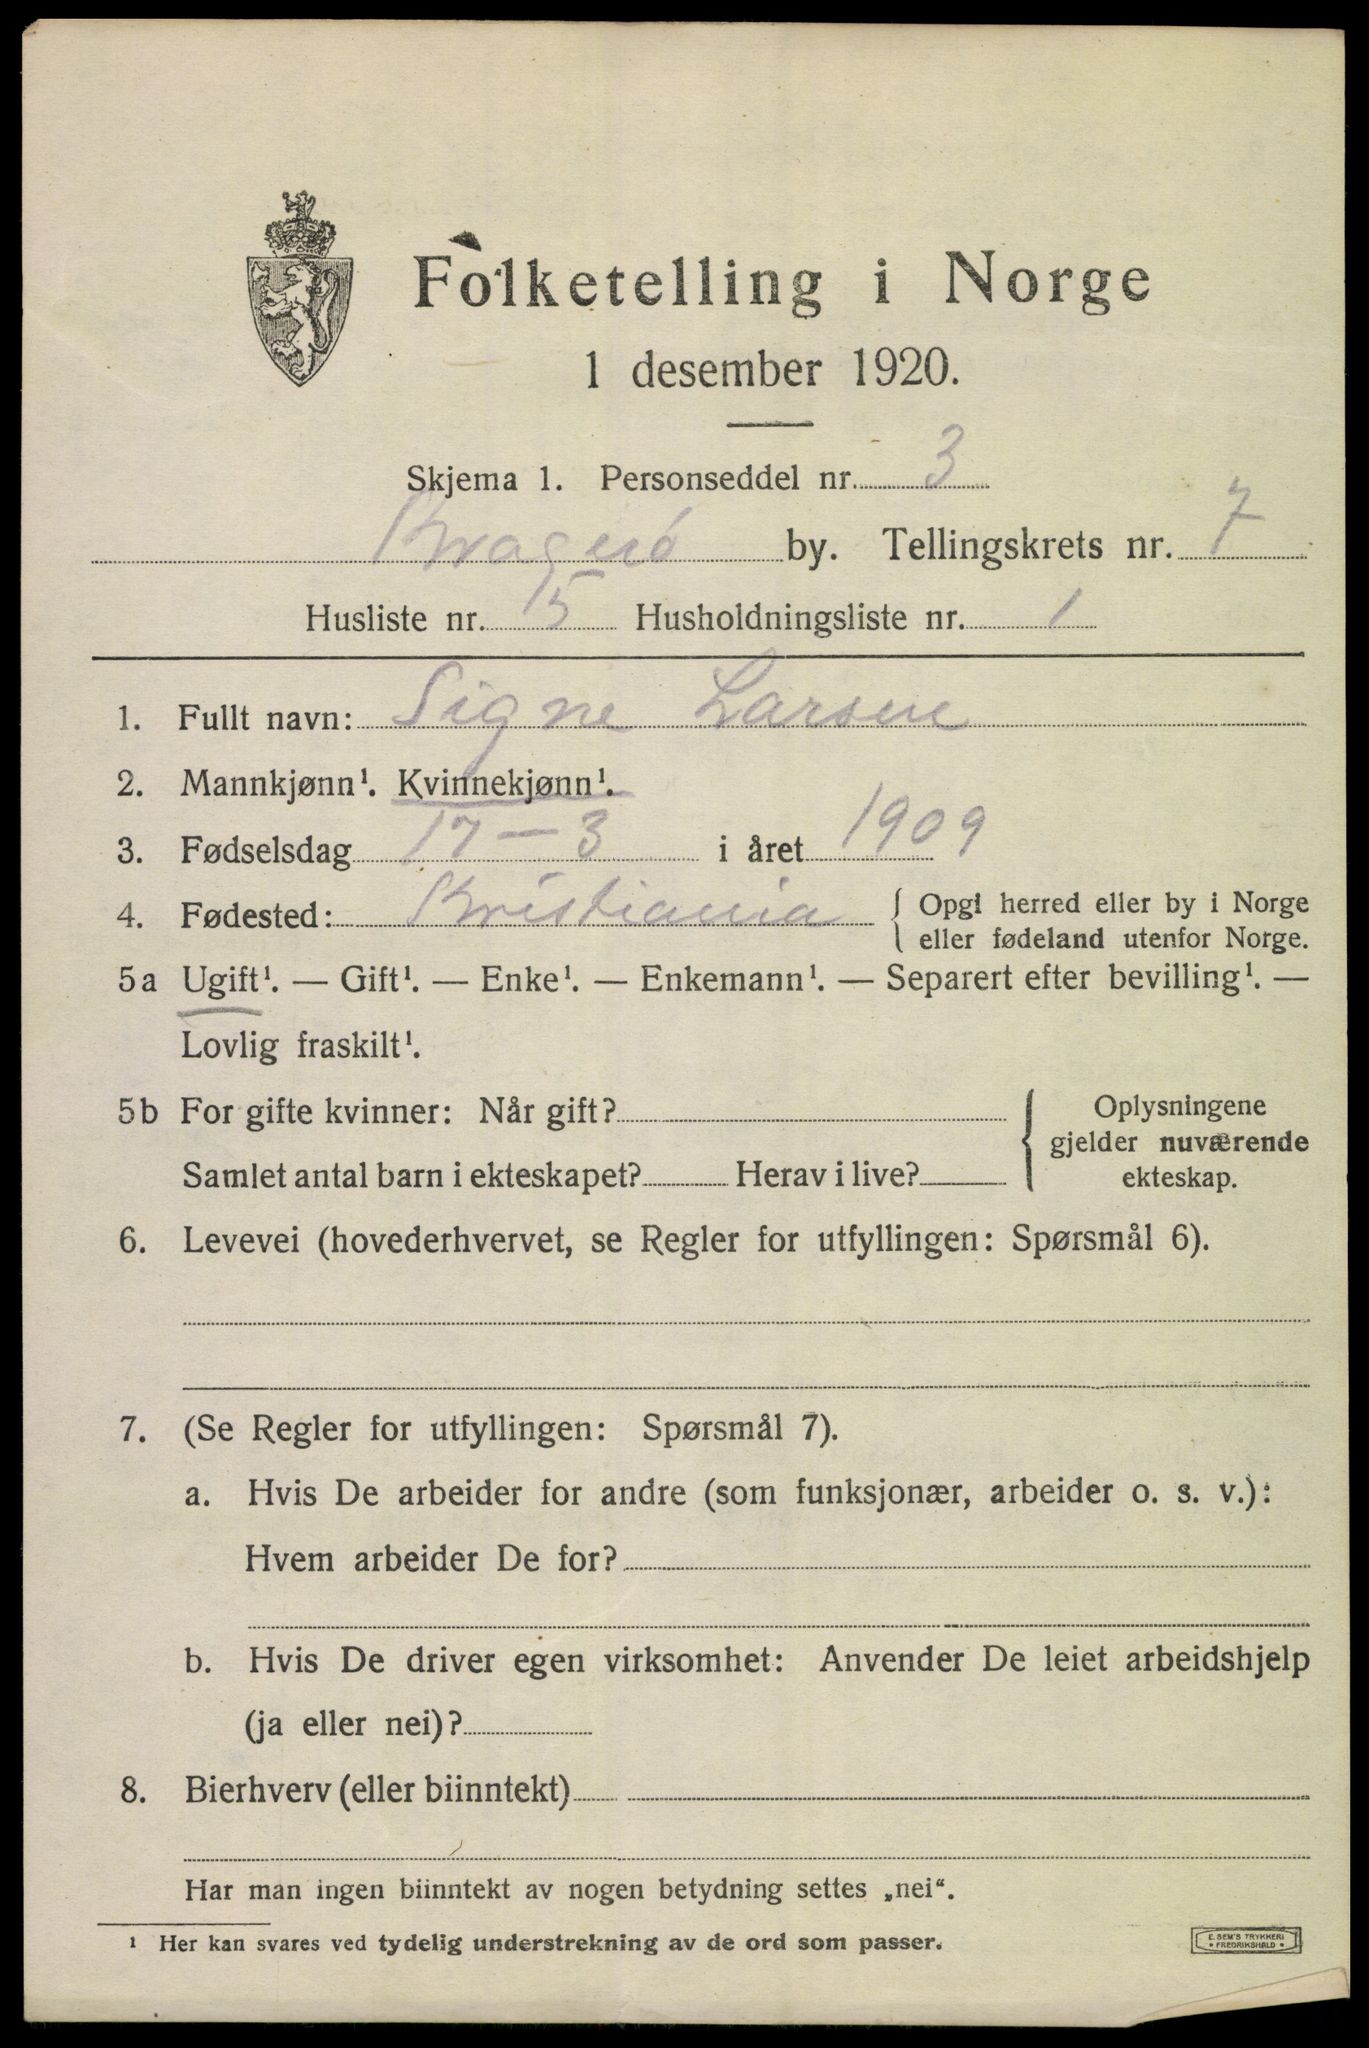 Folketelling i Norge
1 desember 1920.
Skjema 1. Personseddel nr. 3
Kragerö by. Tellingskrets nr. 7
Husliste nr. 15 Husholdningsliste nr. 1
1. Fullt navn: Signe Larsen
2. Mannkjønn¹. Kvinnekjønn¹.
3. Fødselsdag 17 – 3 i året 1909
4. Fødested: Kristiania { Opgi herred eller by i Norge
eller fødeland utenfor Norge.
5a Ugift¹. — Gift¹. — Enke¹. — Enkemann¹. — Separert efter bevilling¹. —
Lovlig fraskilt¹.
5b For gifte kvinner: Når gift? { Oplysningene
gjelder nuværende
Samlet antal barn i ekteskapet? Herav i live? ekteskap.
6. Levevei (hovederhvervet, se Regler for utfyllingen: Spørsmål 6).
7. (Se Regler for utfyllingen: Spørsmål 7).
a. Hvis De arbeider for andre (som funksjonær, arbeider o. s. v.):
Hvem arbeider De for?
b. Hvis De driver egen virksomhet: Anvender De leiet arbeidshjelp
(ja eller nei)?
8. Bierhverv (eller biinntekt)
Har man ingen biinntekt av nogen betydning settes „nei“.
¹ Her kan svares ved tydelig understrekning av de ord som passer.
E. SEM'S TRYKKERI
• FREDRIKSHALD •